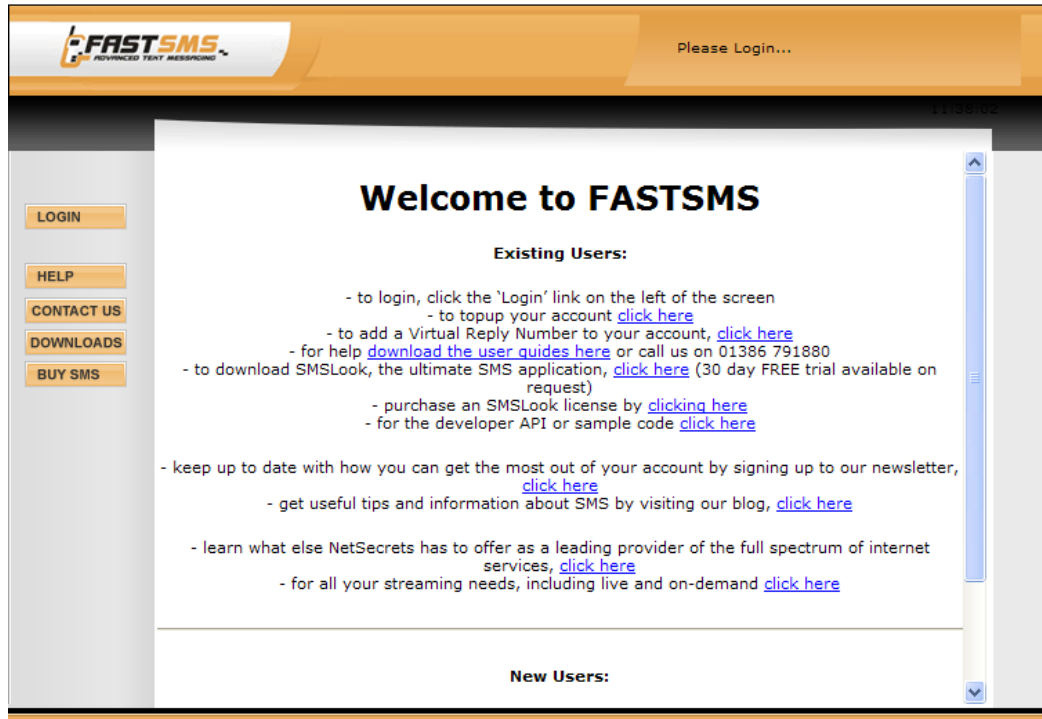 FASTSMS
ADVANCED TEXT MESSAGING
Please Login...
11:38:02
LOGIN
HELP
CONTACT US
DOWNLOADS
BUY SMS
Welcome to FASTSMS
Existing Users:
- to login, click the ‘Login’ link on the left of the screen
- to topup your account click here
- to add a Virtual Reply Number to your account, click here
- for help download the user guides here or call us on 01386 791880
- to download SMSLook, the ultimate SMS application, click here (30 day FREE trial available on
request)
- purchase an SMSLook license by clicking here
- for the developer API or sample code click here
- keep up to date with how you can get the most out of your account by signing up to our newsletter,
click here
- get useful tips and information about SMS by visiting our blog, click here
- learn what else NetSecrets has to offer as a leading provider of the full spectrum of internet
services, click here
- for all your streaming needs, including live and on-demand click here
New Users: